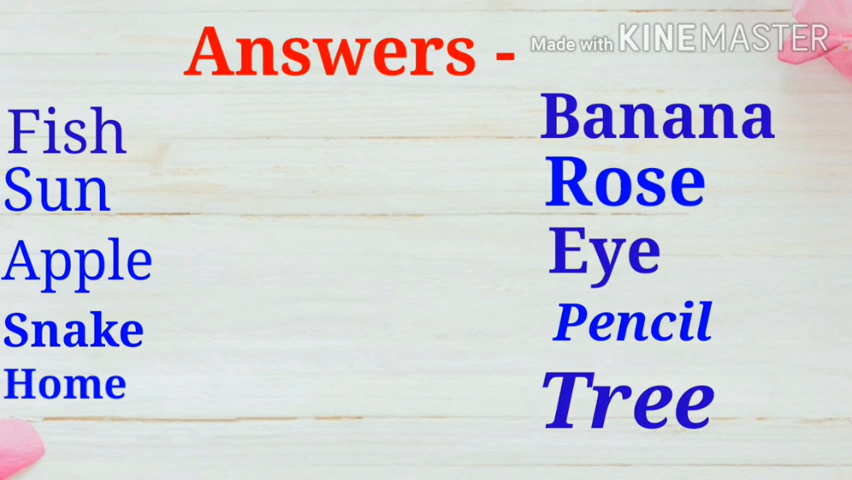 Answers -
Made with KINEMASTER
Fish
Sun
Apple
Snake
Home
Banana
Rose
Eye
Pencil
Tree